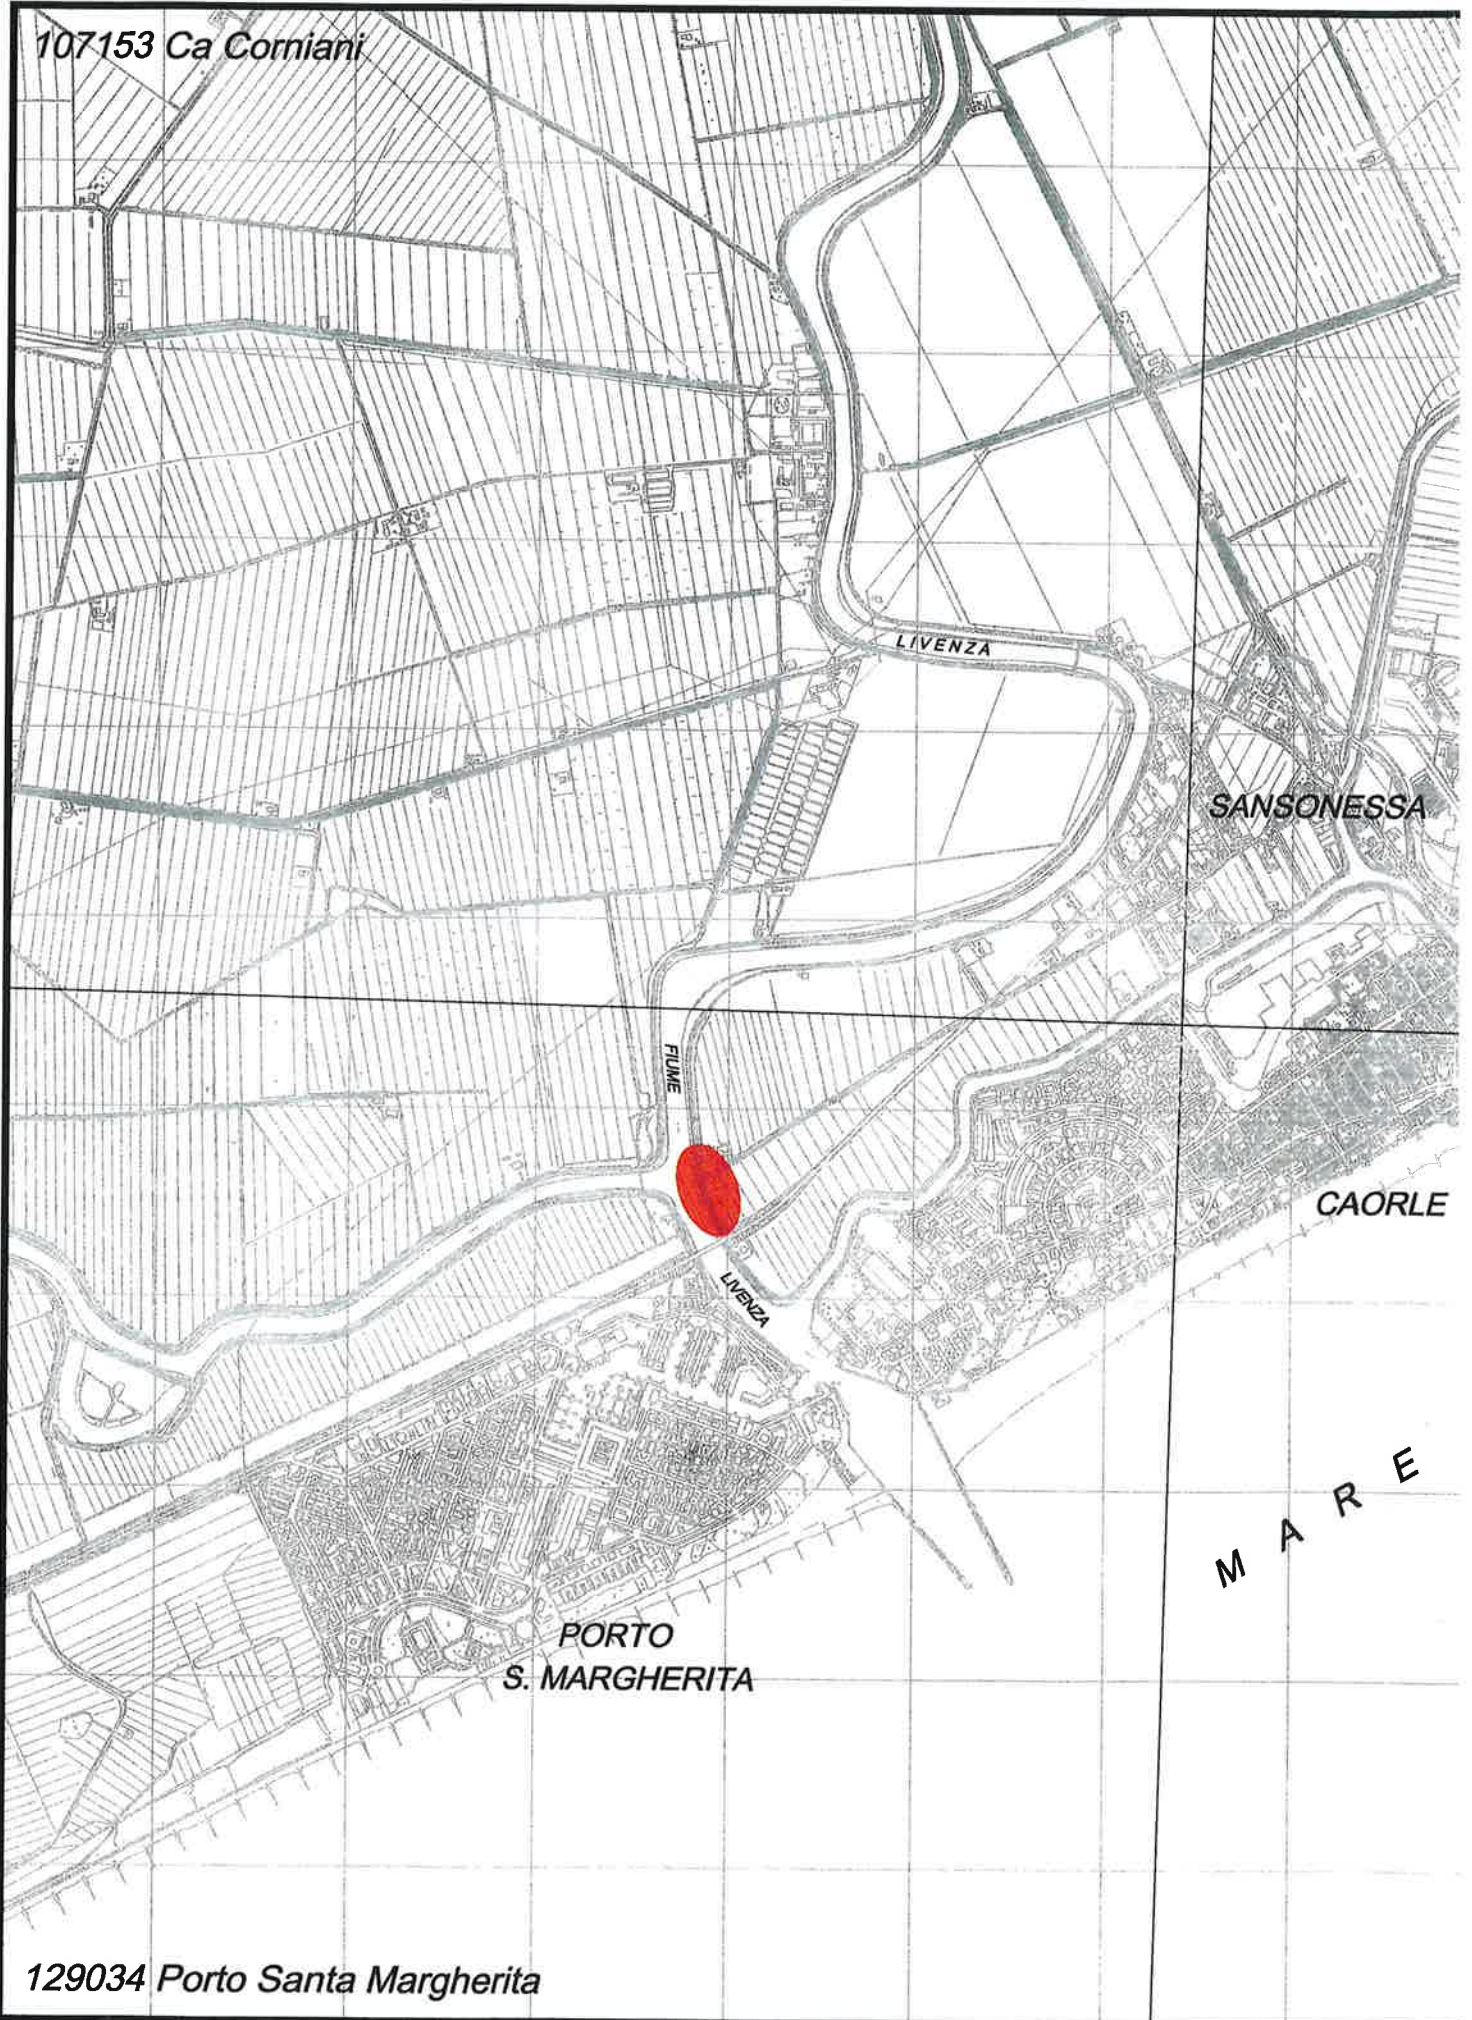 107153 Ca Corniani
LIVENZA
SANSONESSA
FIUME
CAORLE
LIVENZA
M A R E
PORTO
S. MARGHERITA
129034 Porto Santa Margherita